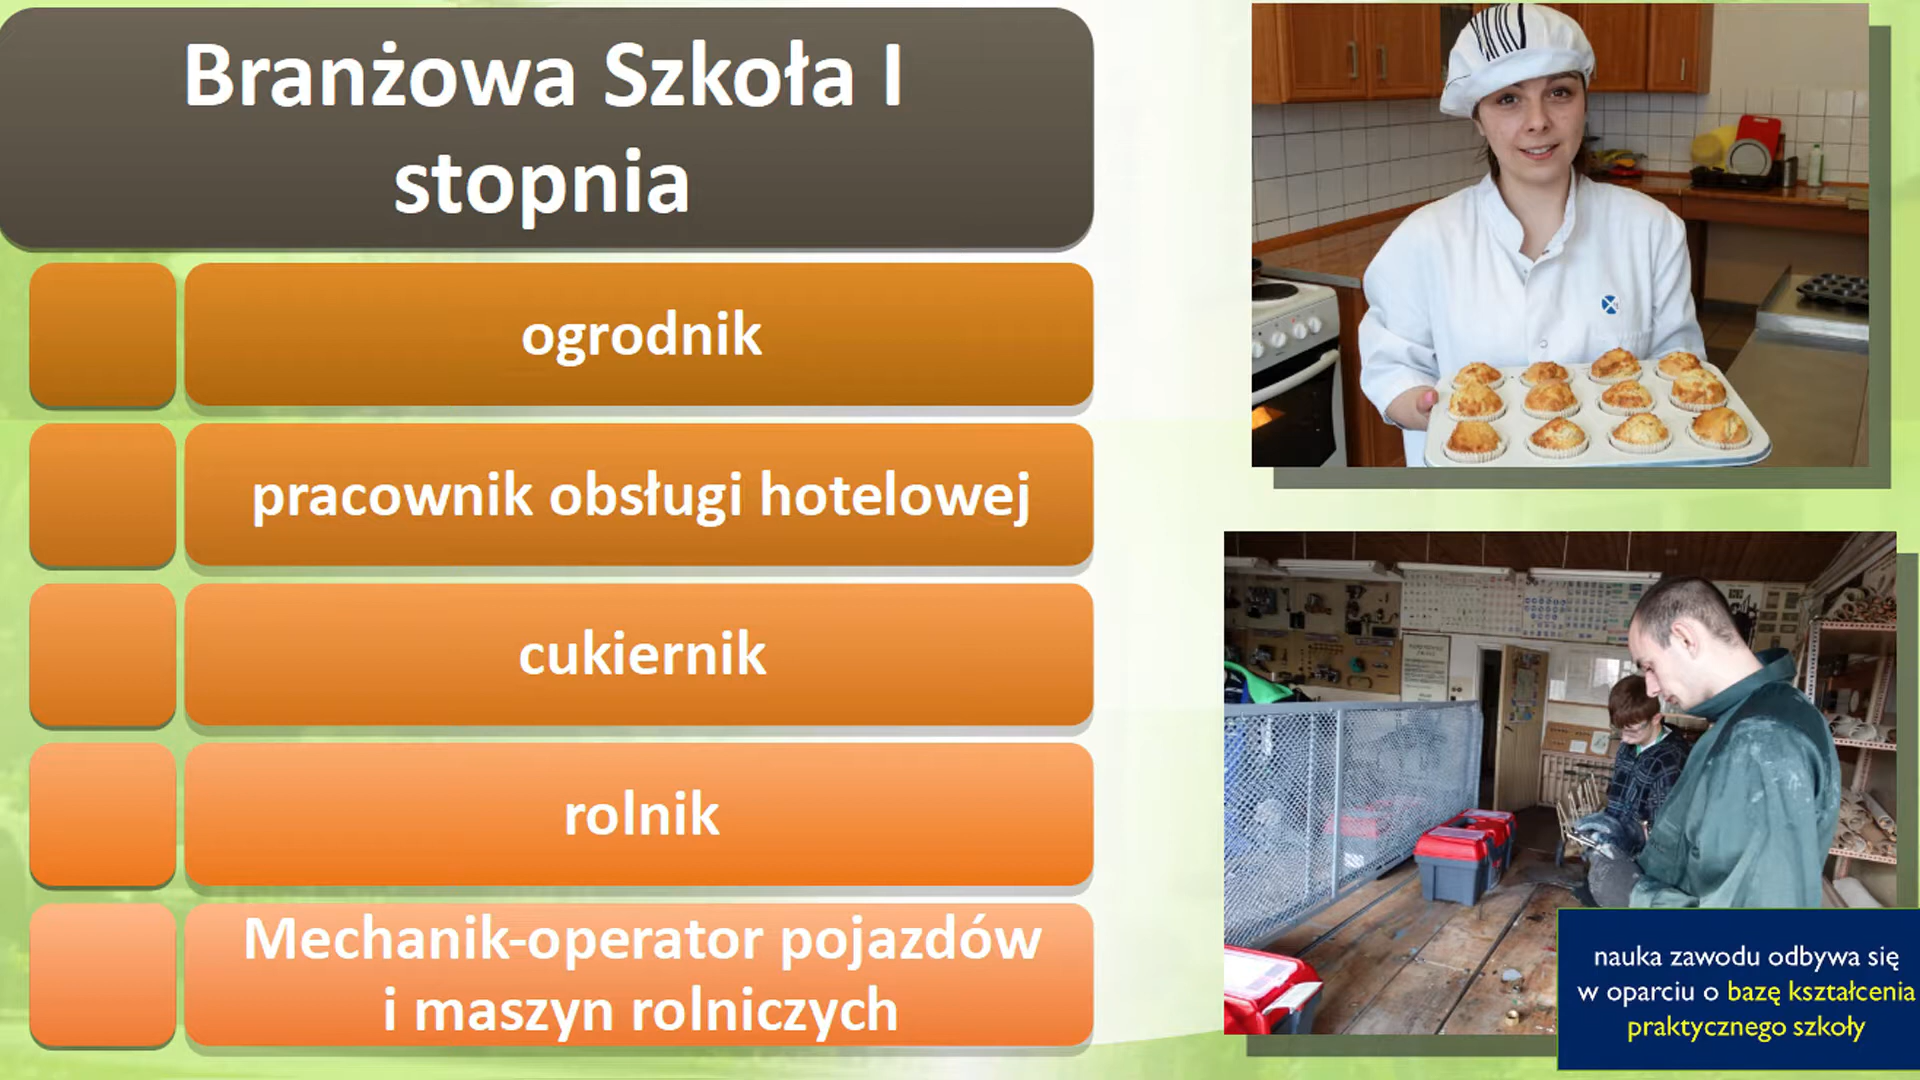 Branżowa Szkoła I
stopnia
ogrodnik
pracownik obsługi hotelowej
cukiernik
rolnik
Mechanik-operator pojazdów
i maszyn rolniczych
nauka zawodu odbywa się
w oparciu o bazę kształcenia
praktycznego szkoły